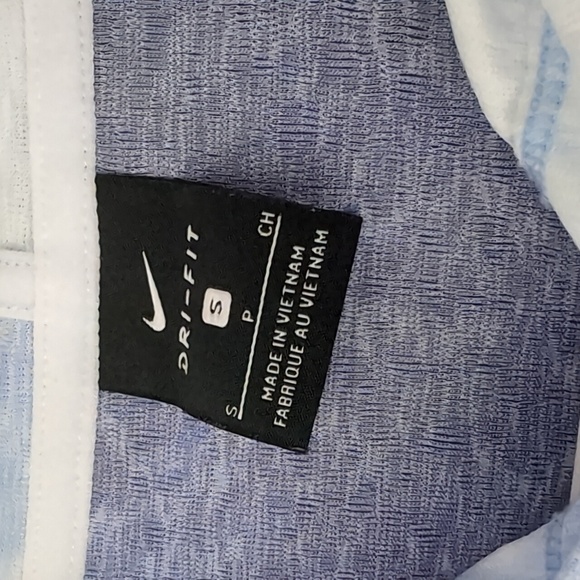 DRI-FIT
S
S P CH
MADE IN VIETNAM
FABRIQUE AU VIETNAM